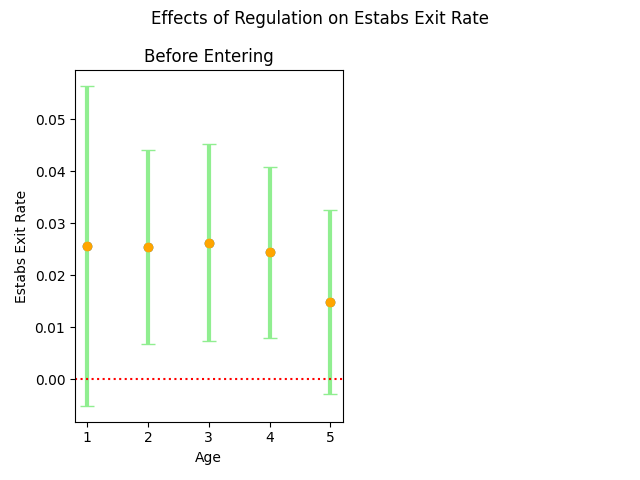 Effects of Regulation on Estabs Exit Rate
Before Entering
Estabs Exit Rate
0.05
0.04
0.03
0.02
0.01
0.00
1 2 3 4 5
Age